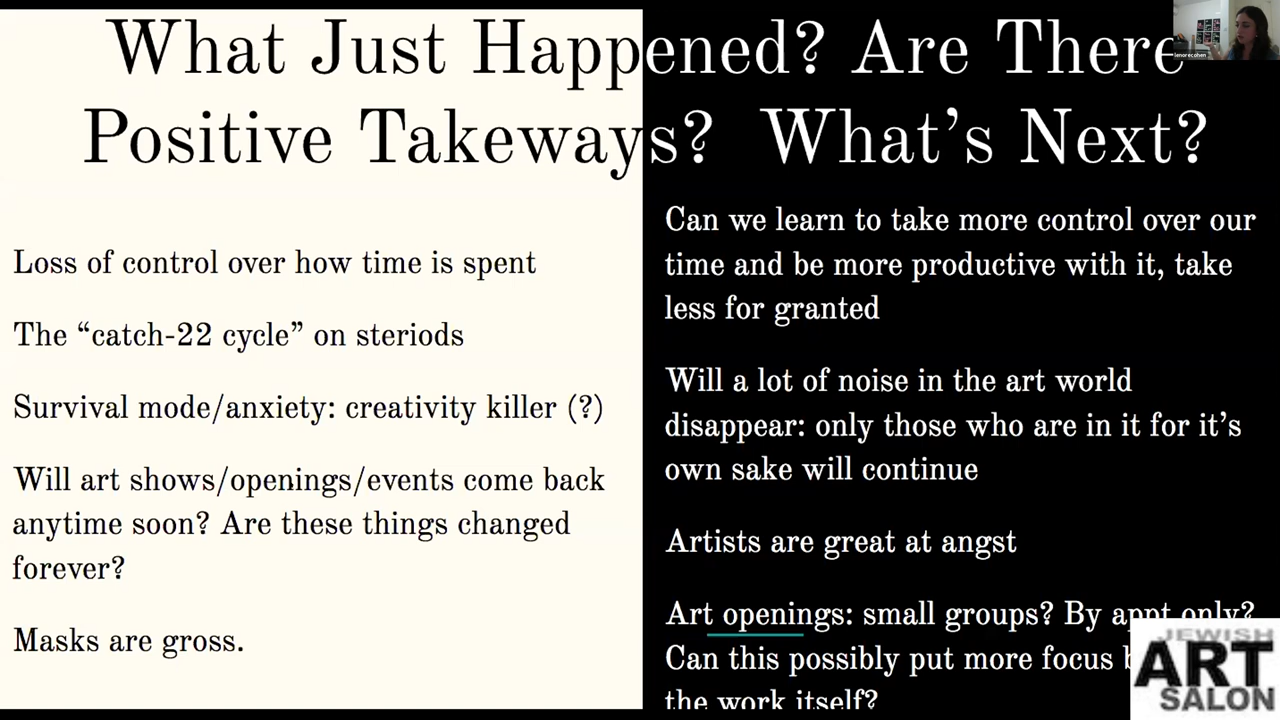 What Just Happened? Are There
Positive Takeways? What's Next?
Loss of control over how time is spent
The “catch-22 cycle” on steriods
Survival mode/anxiety: creativity killer (?)
Will art shows/openings/events come back
anytime soon? Are these things changed
forever?
Masks are gross.
Can we learn to take more control over our
time and be more productive with it, take
less for granted
Will a lot of noise in the art world
disappear: only those who are in it for it's
own sake will continue
Artists are great at angst
Art openings: small groups? By appt only?
Can this possibly put more focus
the work itself?
lenorecohen
JEWISH
ART
SALON